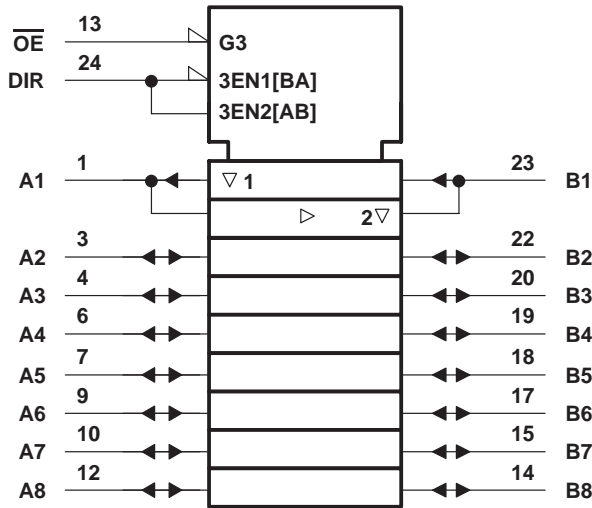 13
OE
G3
24
DIR
3EN1[BA]
3EN2[AB]
1
23
A1
▽ 1
B1
▷ 2▽
3
22
A2
B2
4
20
A3
B3
6
19
A4
B4
7
18
A5
B5
9
17
A6
B6
10
15
A7
B7
12
14
A8
B8